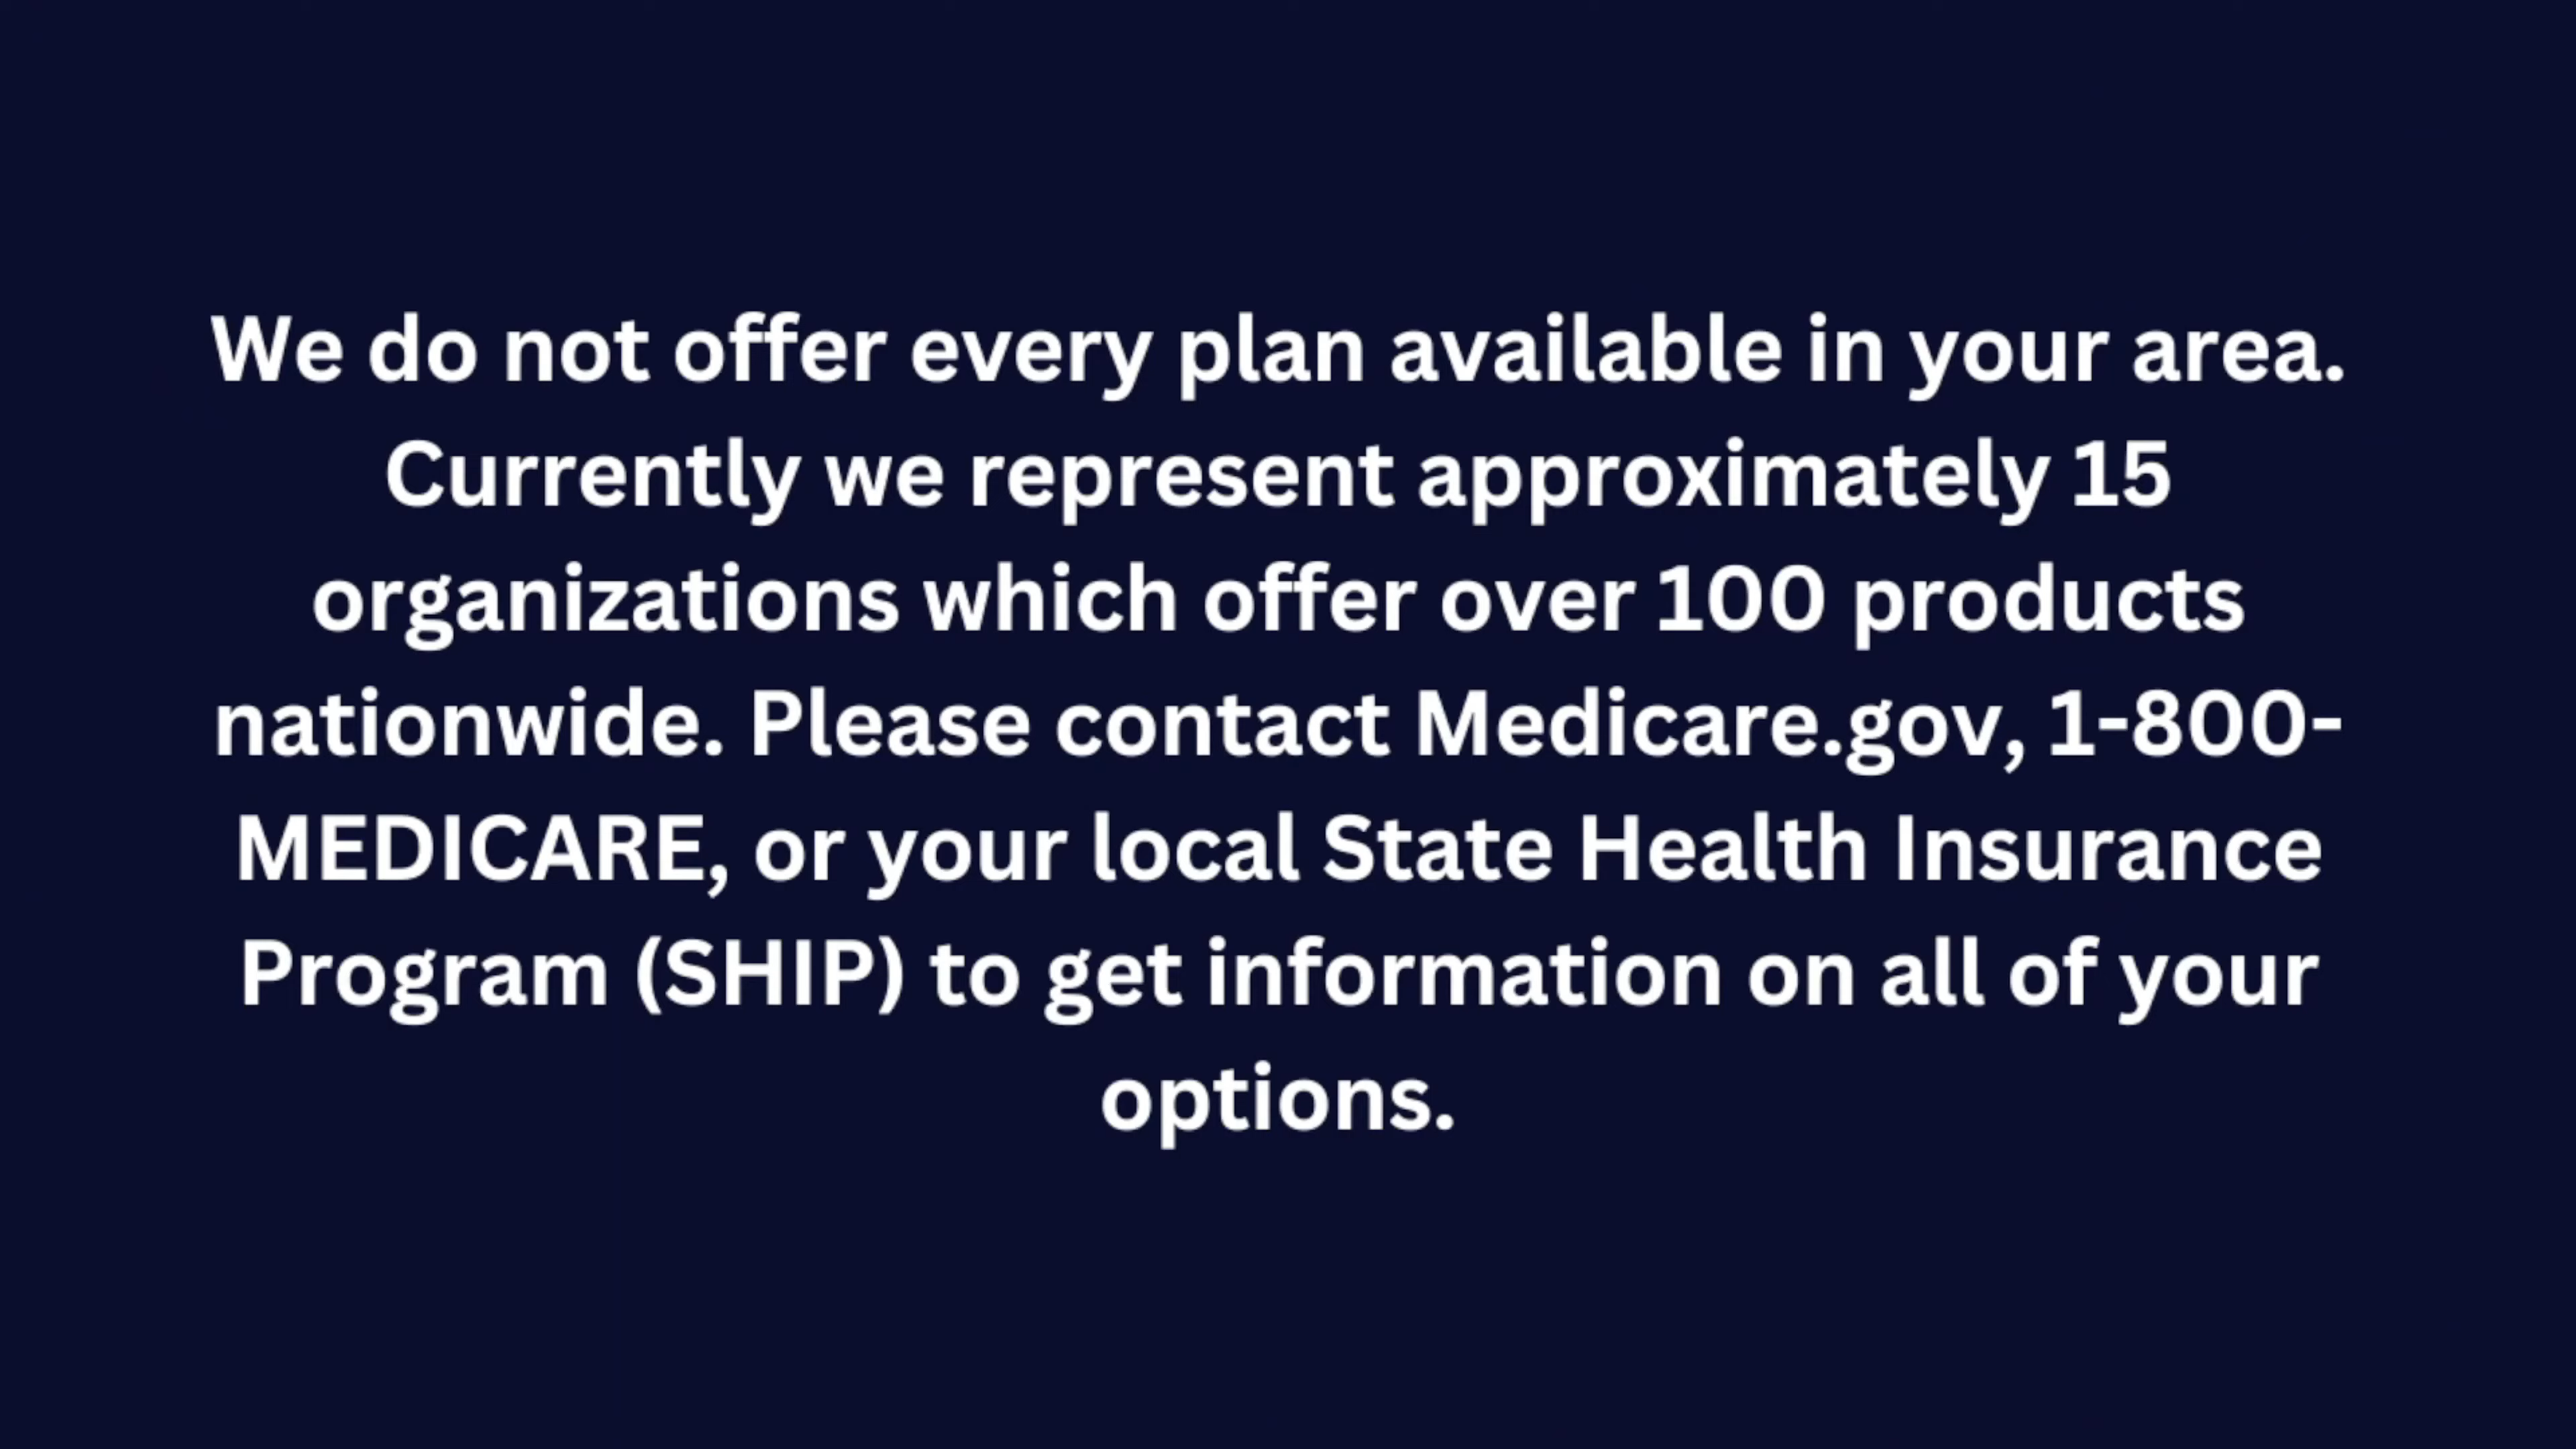 We do not offer every plan available in your area.
Currently we represent approximately 15
organizations which offer over 100 products
nationwide. Please contact Medicare.gov, 1-800-
MEDICARE, or your local State Health Insurance
Program (SHIP) to get information on all of your
options.